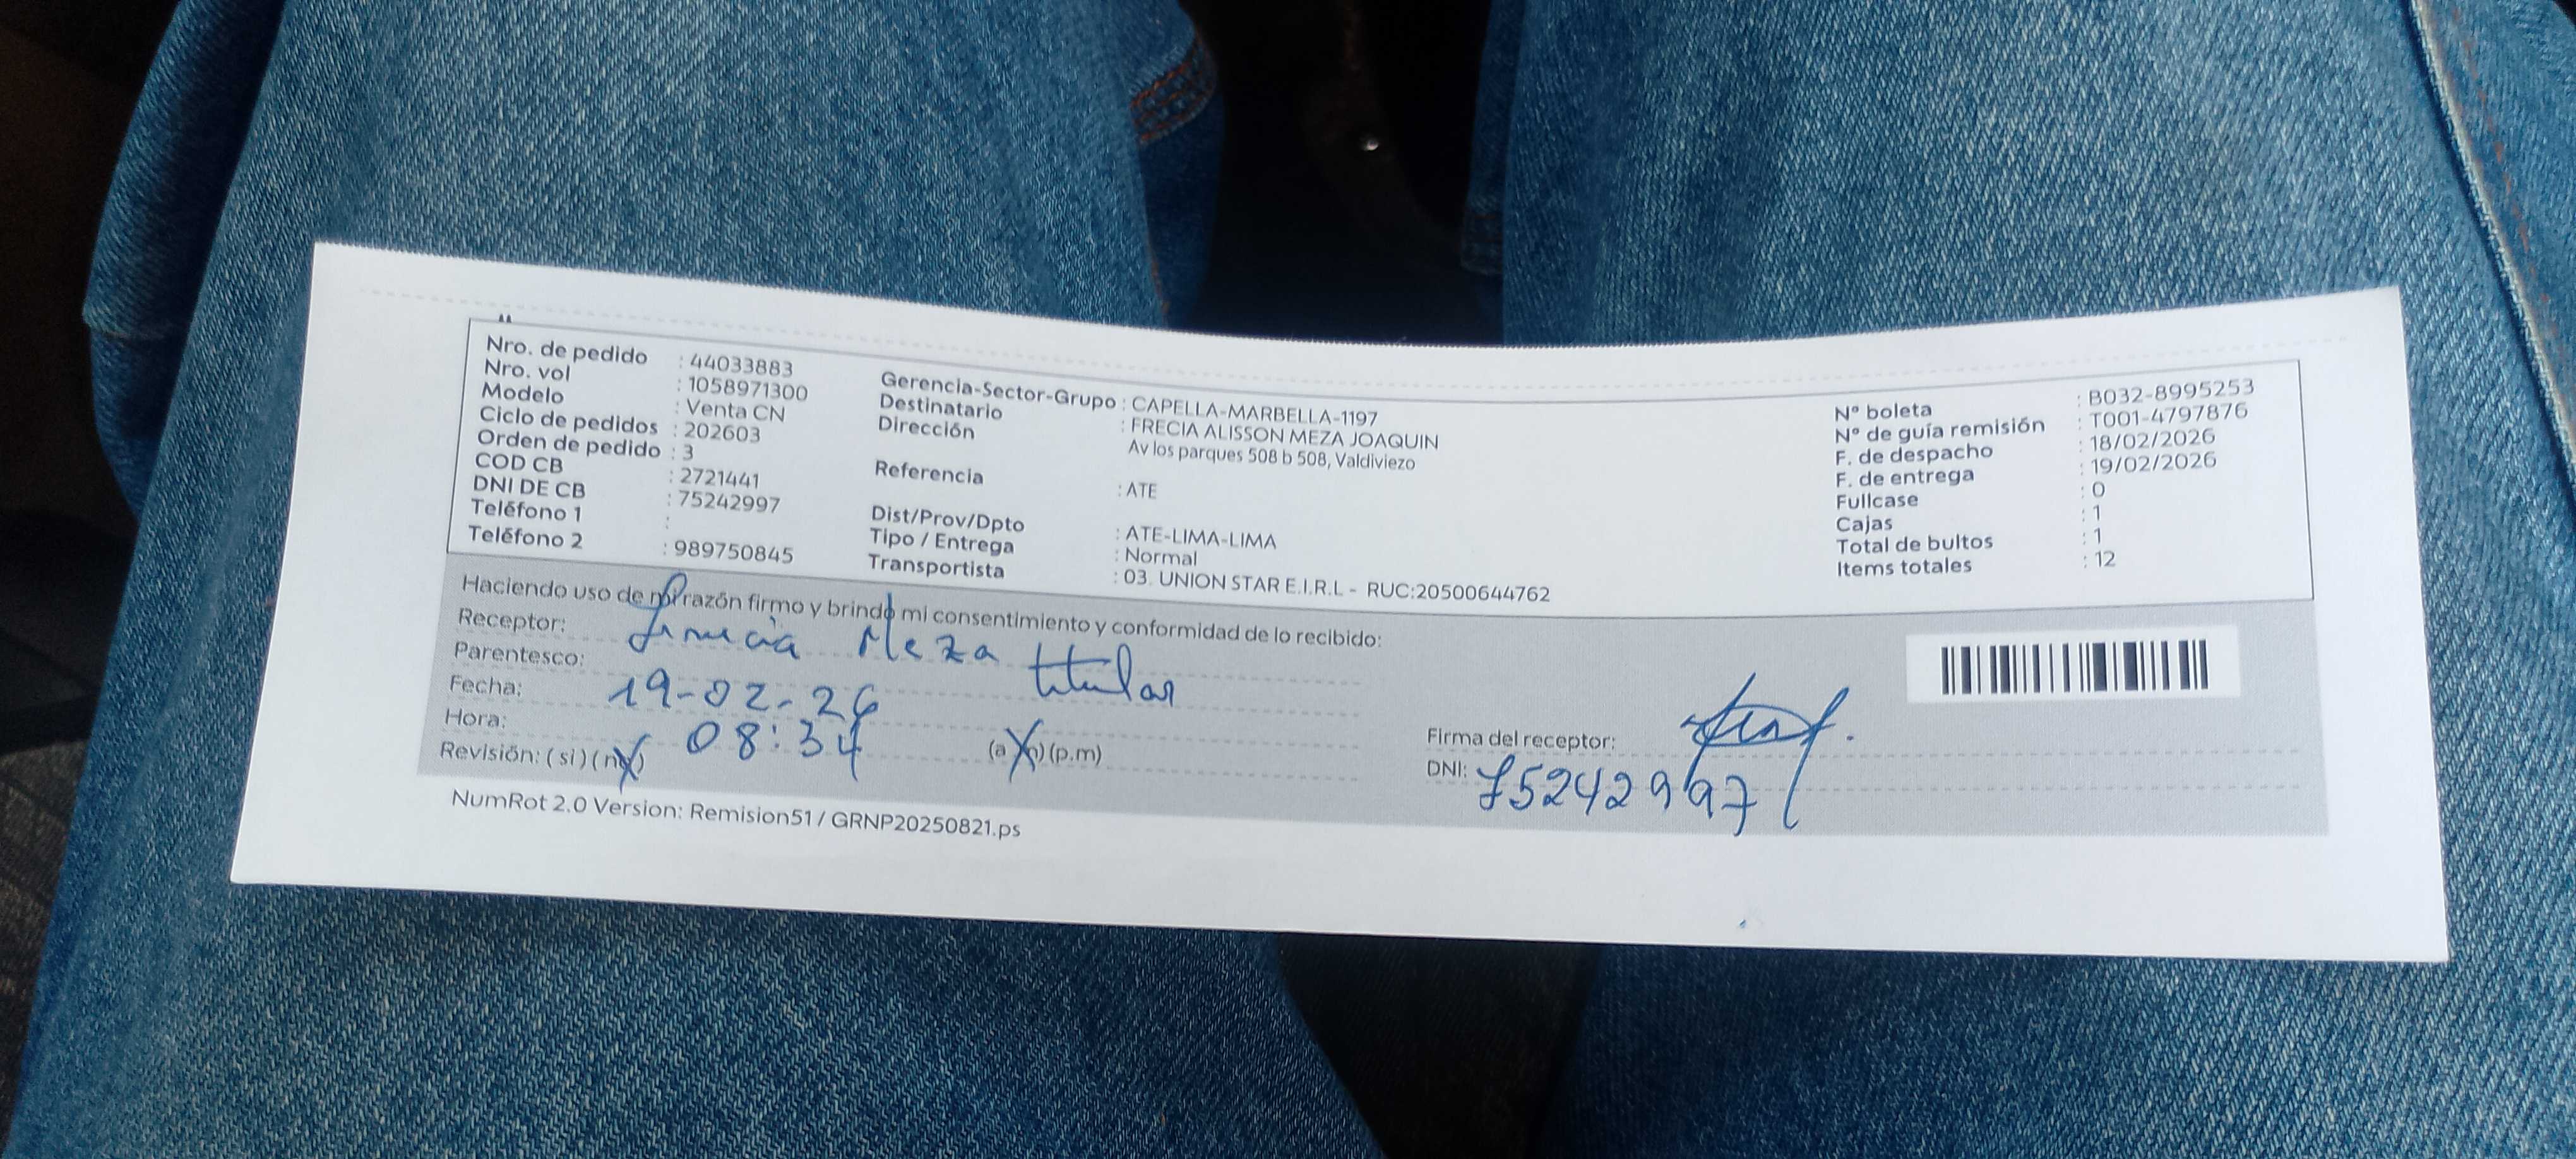 Nro. de pedido : 44033883
Nro. vol : 1058971300
Modelo : Venta CN
Ciclo de pedidos : 202603
Orden de pedido : 3
COD CB : 2721441
DNI DE CB : 75242997
Teléfono 1 :
Teléfono 2 : 989750845
Gerencia-Sector-Grupo : CAPELLA-MARBELLA-1197
Destinatario : FRECIA ALISSON MEZA JOAQUIN
Dirección Av los parques 508 b 508, Valdiviezo
Referencia : ATE
Dist/Prov/Dpto : ATE-LIMA-LIMA
Tipo / Entrega : Normal
Transportista : 03. UNION STAR E.I.R.L - RUC:20500644762
N° boleta : B032-8995253
N° de guía remisión : T001-4797876
F. de despacho : 18/02/2026
F. de entrega : 19/02/2026
Fullcase : 0
Cajas : 1
Total de bultos : 1
Items totales : 12
Haciendo uso de mi razón firmo y brindo mi consentimiento y conformidad de lo recibido:
Receptor: Meza
Parentesco: titular
Fecha: 19-02-26
Hora: 08:34 (a.m) (p.m)
Revisión: (si) (no)
Firma del receptor:
DNI: 75242997
NumRot 2.0 Version: Remision51 / GRNP20250821.ps